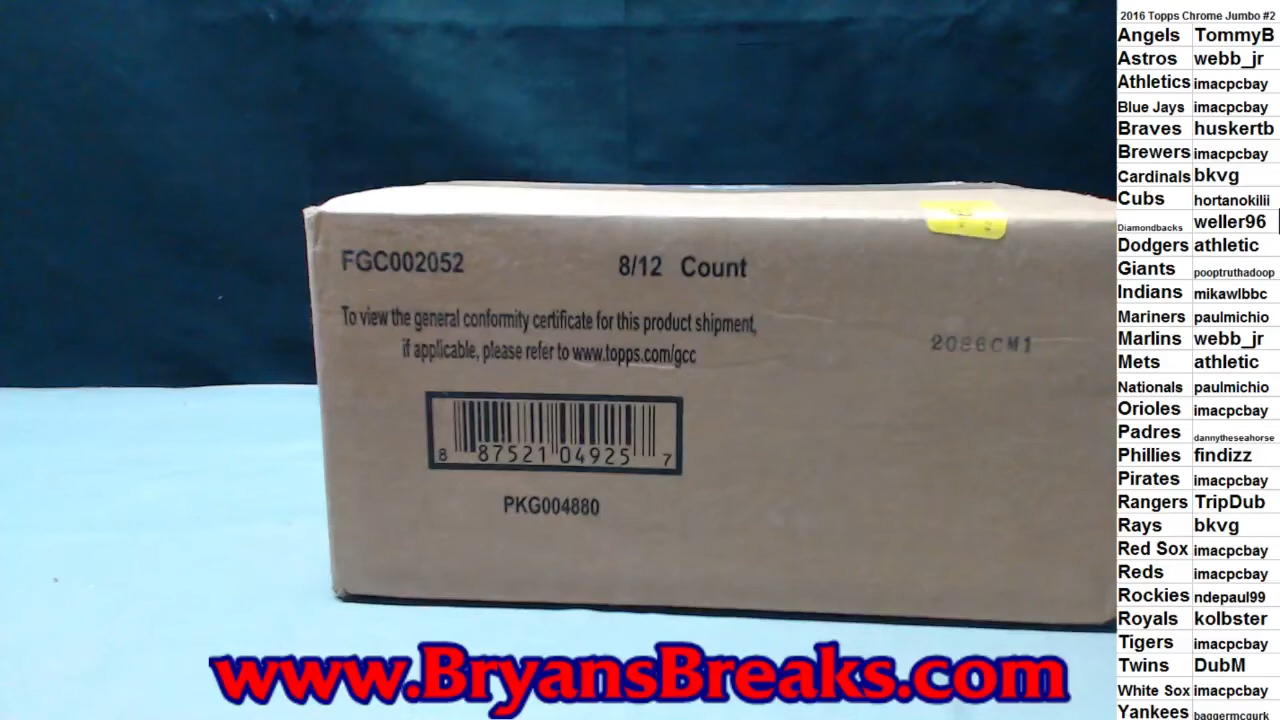 FGC002052
8/12 Count
To view the general conformity certificate for this product shipment,
if applicable, please refer to www.topps.com/gcc
2086CM1
8 87521 04925 7
PKG004880
www.BryansBreaks.com
2016 Topps Chrome Jumbo #2
Angels TommyB
Astros webb_jr
Athletics imacpcbay
Blue Jays imacpcbay
Braves huskertb
Brewers imacpcbay
Cardinals bkvg
Cubs hortanokilii
Diamondbacks weller96
Dodgers athletic
Giants pooptruthadoop
Indians mikawlbbc
Mariners paulmichio
Marlins webb_jr
Mets athletic
Nationals paulmichio
Orioles imacpcbay
Padres dannytheseahorse
Phillies findizz
Pirates imacpcbay
Rangers TripDub
Rays bkvg
Red Sox imacpcbay
Reds imacpcbay
Rockies ndepaul99
Royals kolbster
Tigers imacpcbay
Twins DubM
White Sox imacpcbay
Yankees baggermcgurk